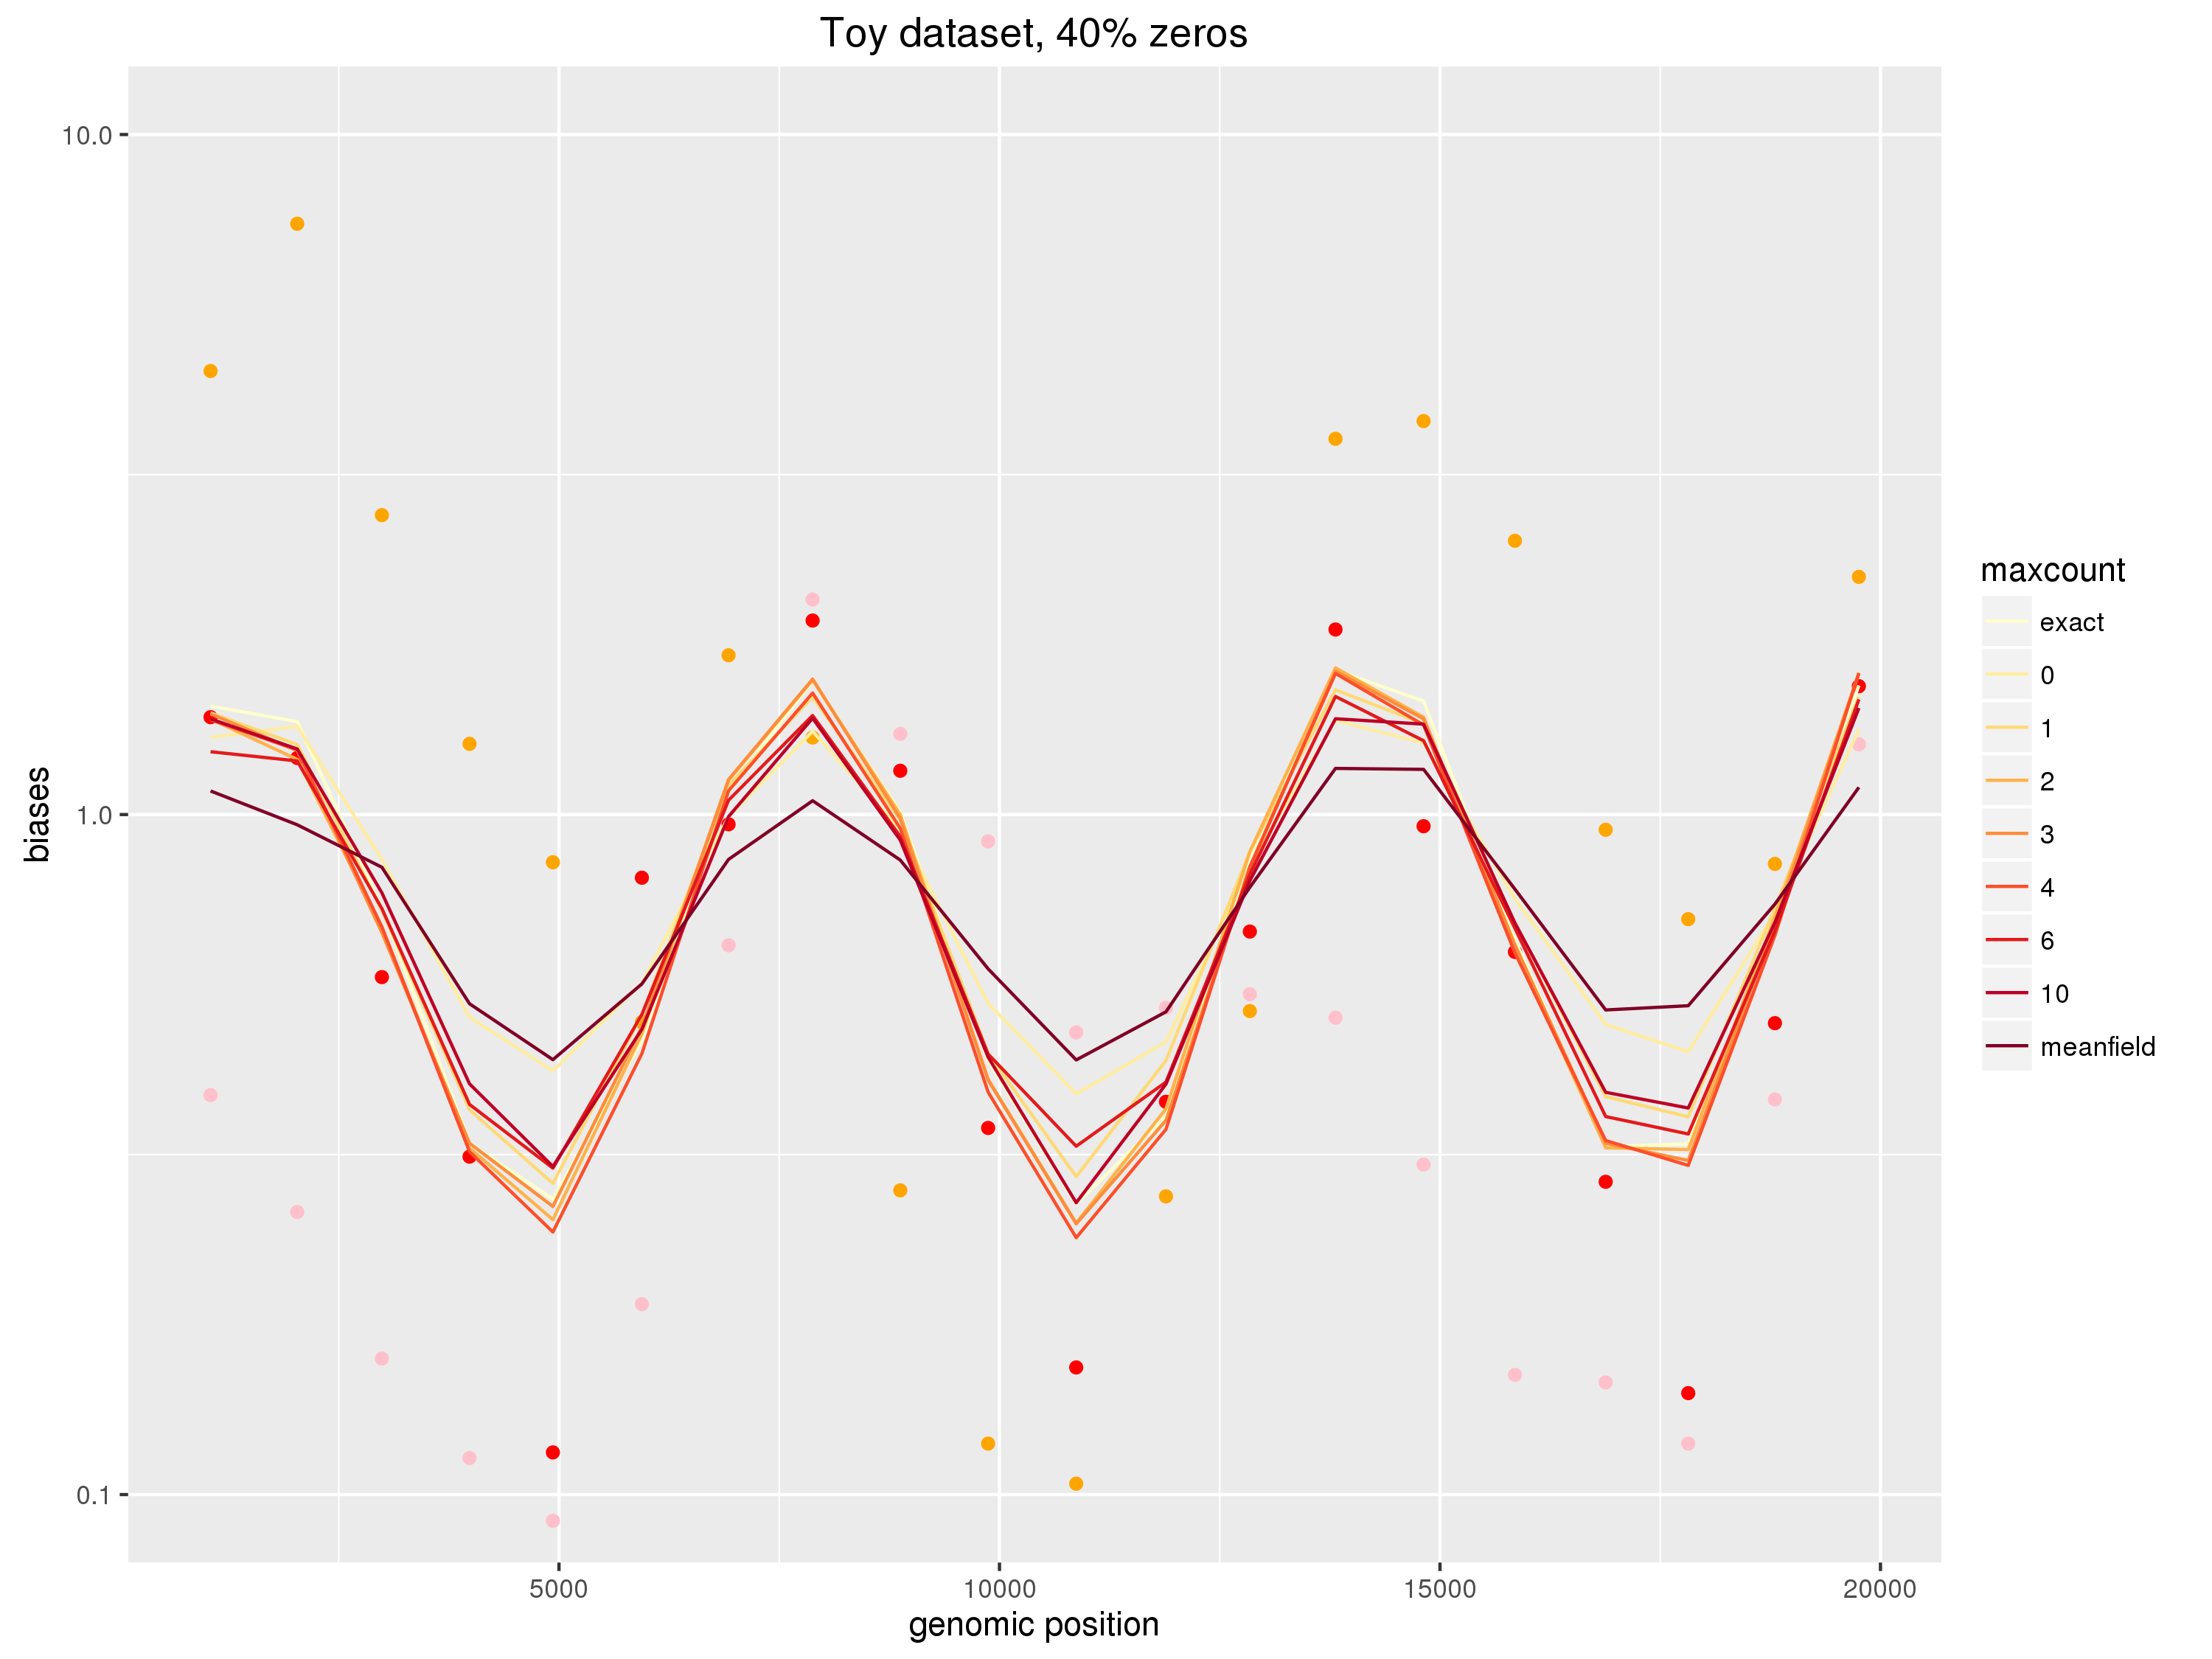 Toy dataset, 40% zeros
10.0
1.0
0.1
biases
5000 10000 15000 20000
genomic position
maxcount
exact
0
1
2
3
4
6
10
meanfield